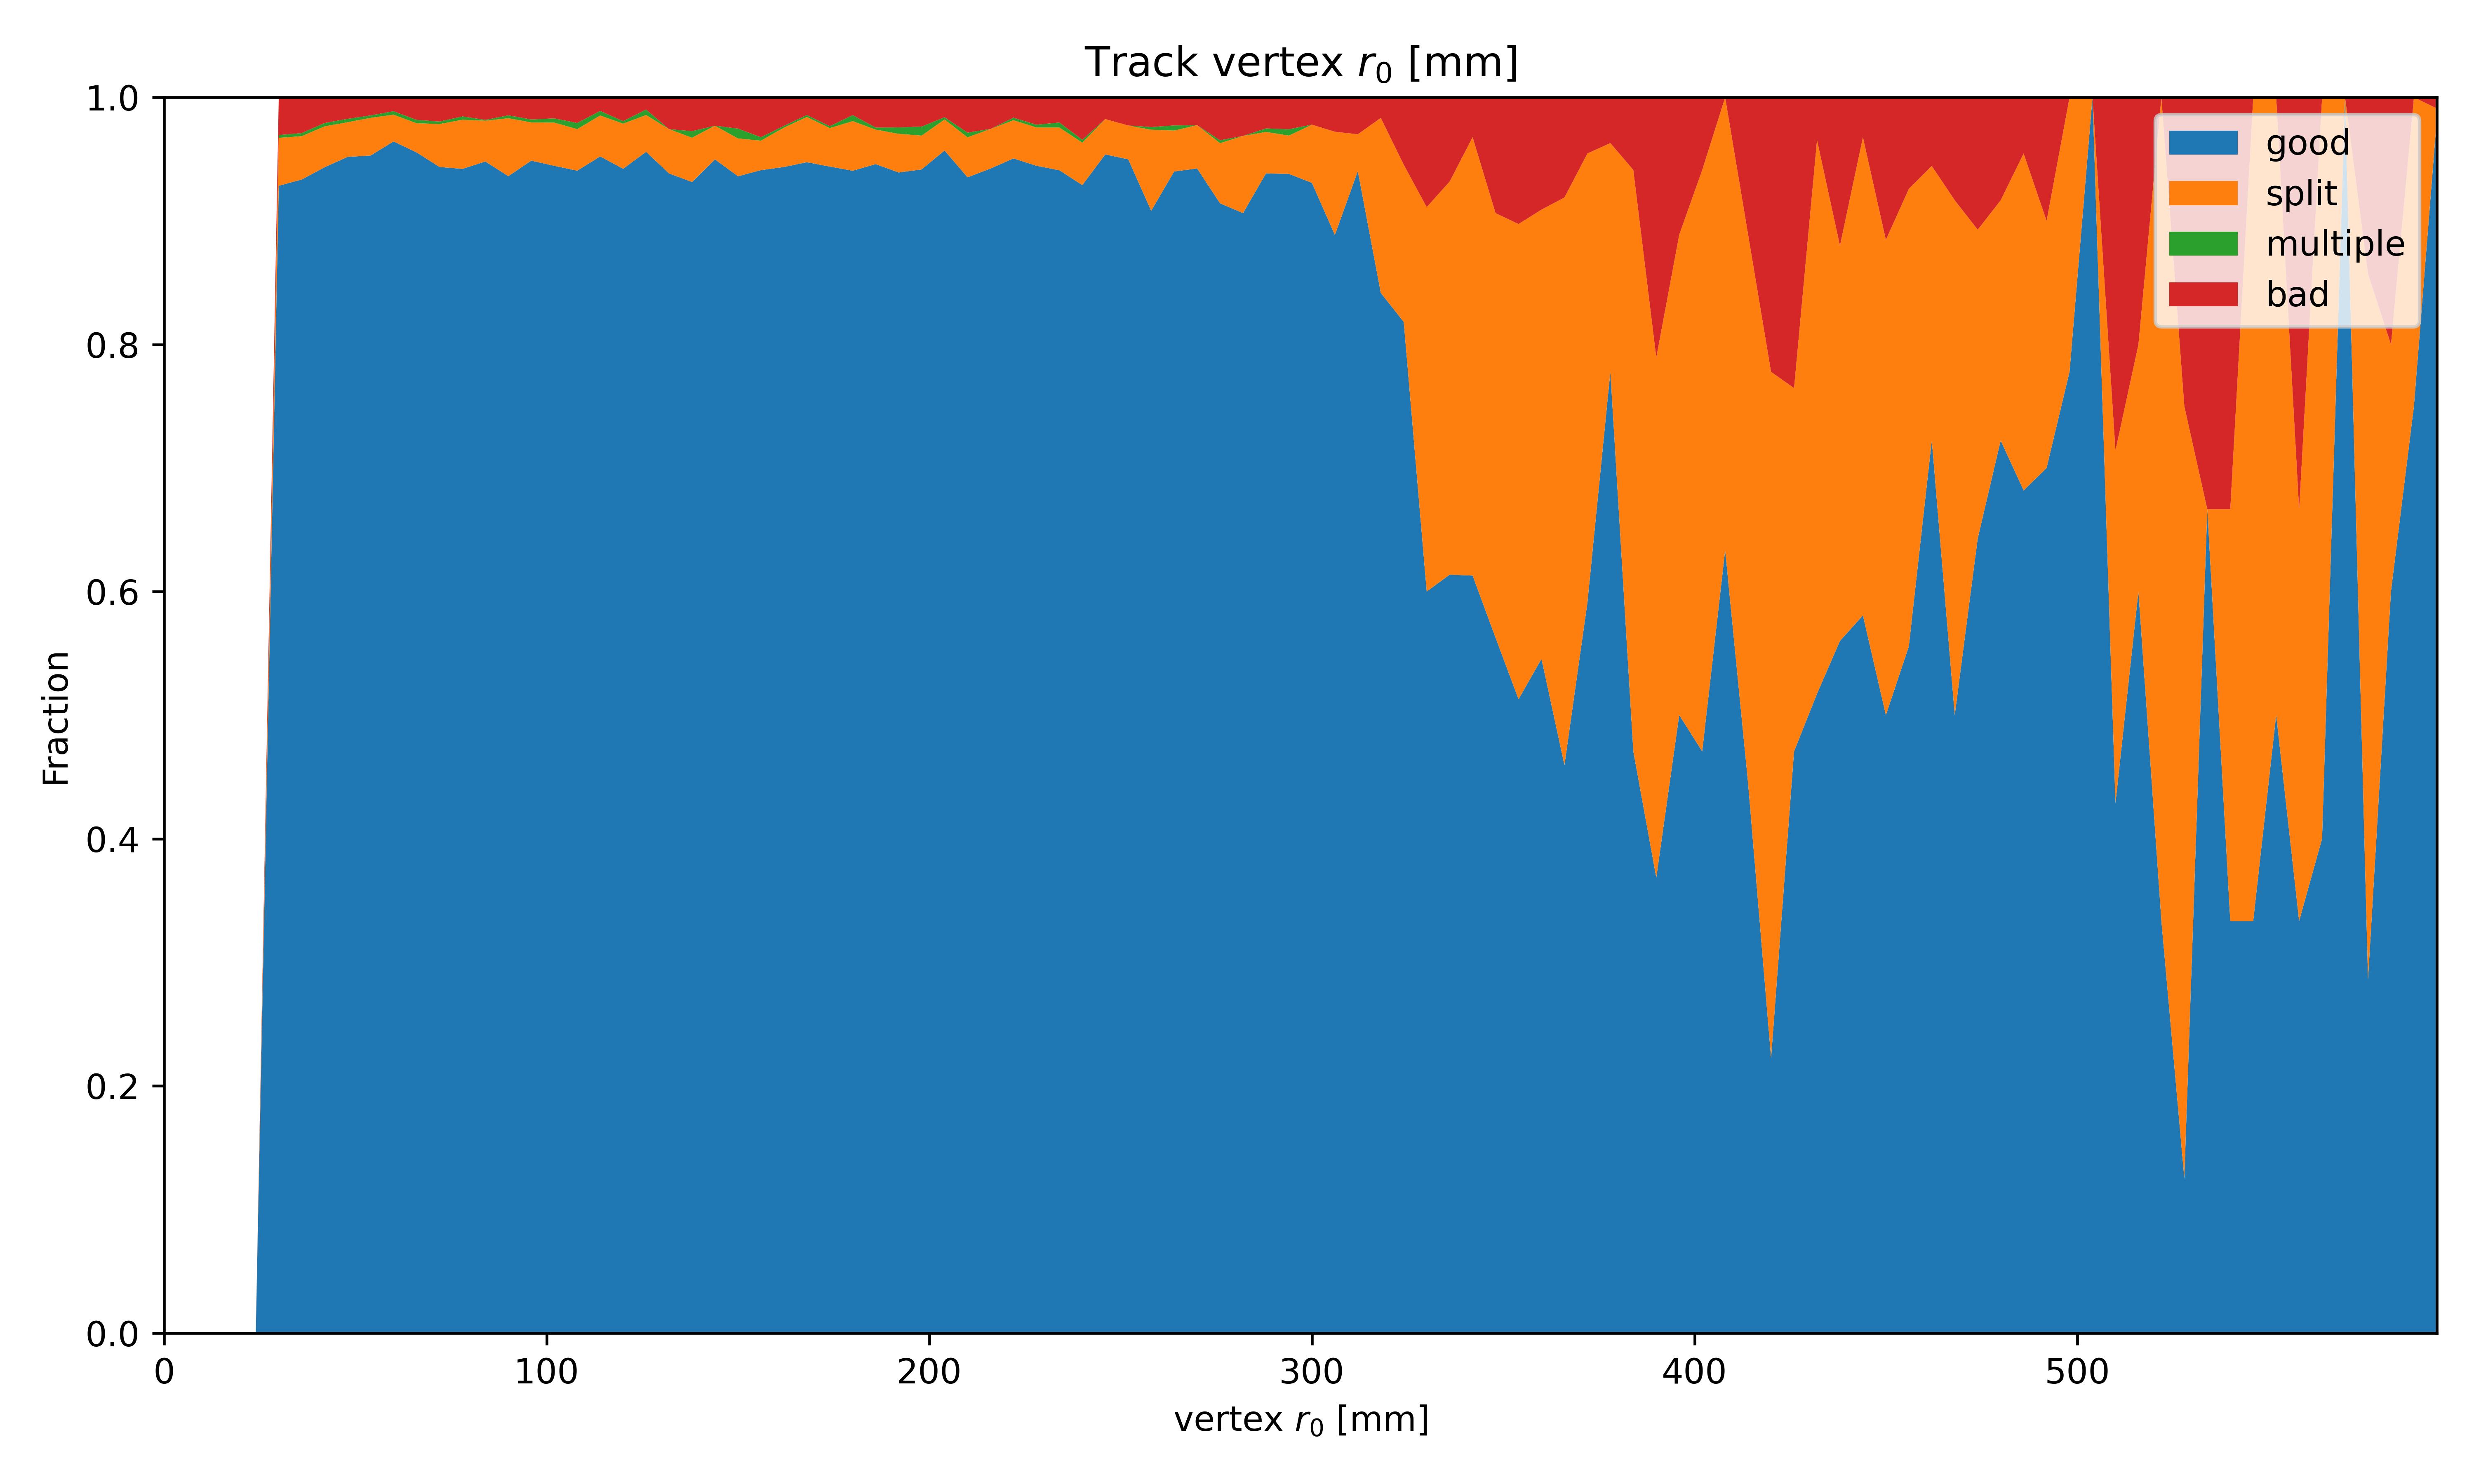 Track vertex r₀ [mm]
1.0
0.8
0.6
0.4
0.2
0.0
Fraction
good
split
multiple
bad
0 100 200 300 400 500
vertex r₀ [mm]